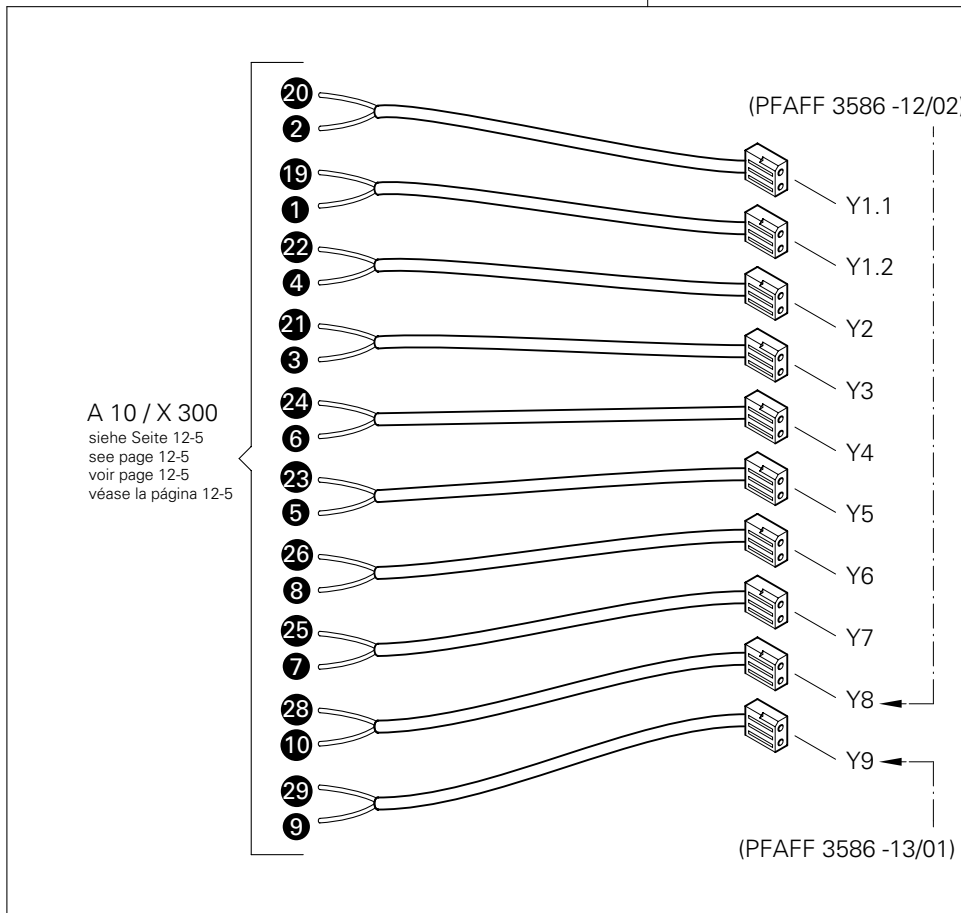 (PFAFF 3586 -12/02)
20
2
Y1.1
19
1
Y1.2
22
4
Y2
21
3
Y3
A 10 / X 300
siehe Seite 12-5
see page 12-5
voir page 12-5
véase la página 12-5
24
6
Y4
23
5
Y5
26
8
Y6
25
7
Y7
28
10
Y8
29
9
Y9
(PFAFF 3586 -13/01)